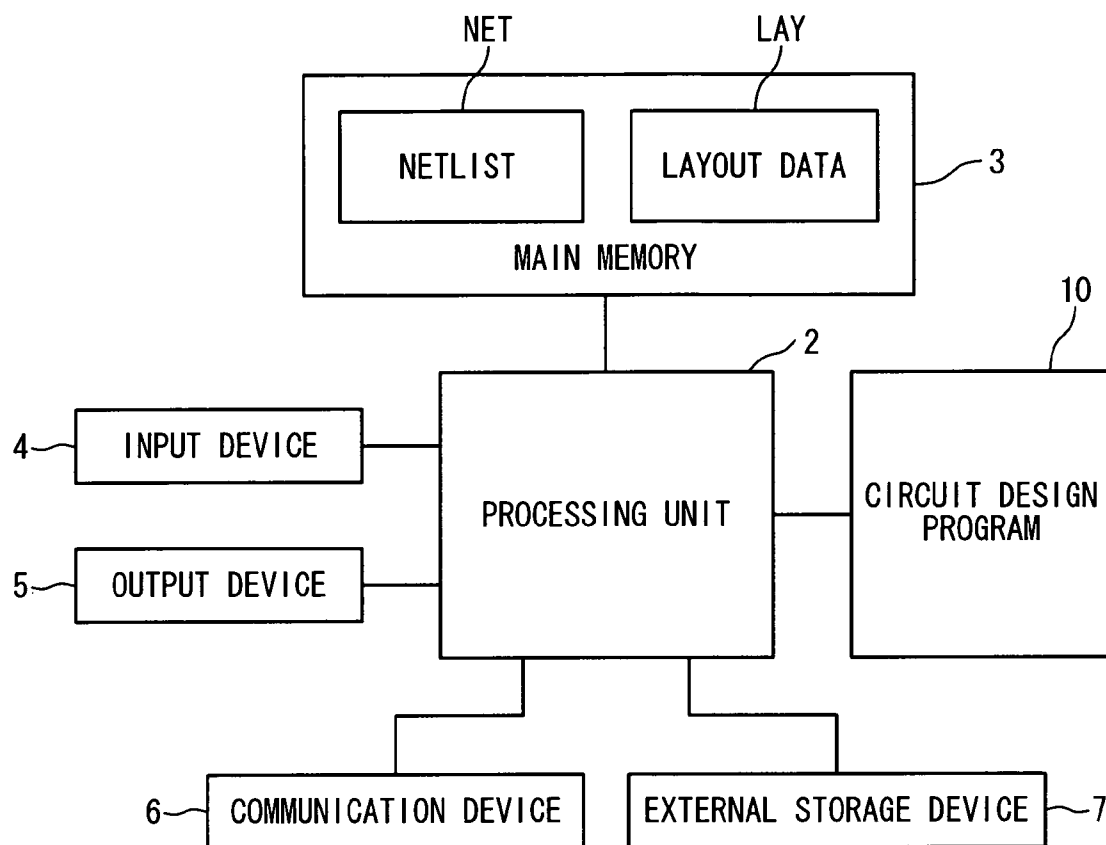 NET
LAY
NETLIST
LAYOUT DATA
3
MAIN MEMORY
2
10
4
INPUT DEVICE
PROCESSING UNIT
CIRCUIT DESIGN
PROGRAM
5
OUTPUT DEVICE
6
COMMUNICATION DEVICE
EXTERNAL STORAGE DEVICE
7